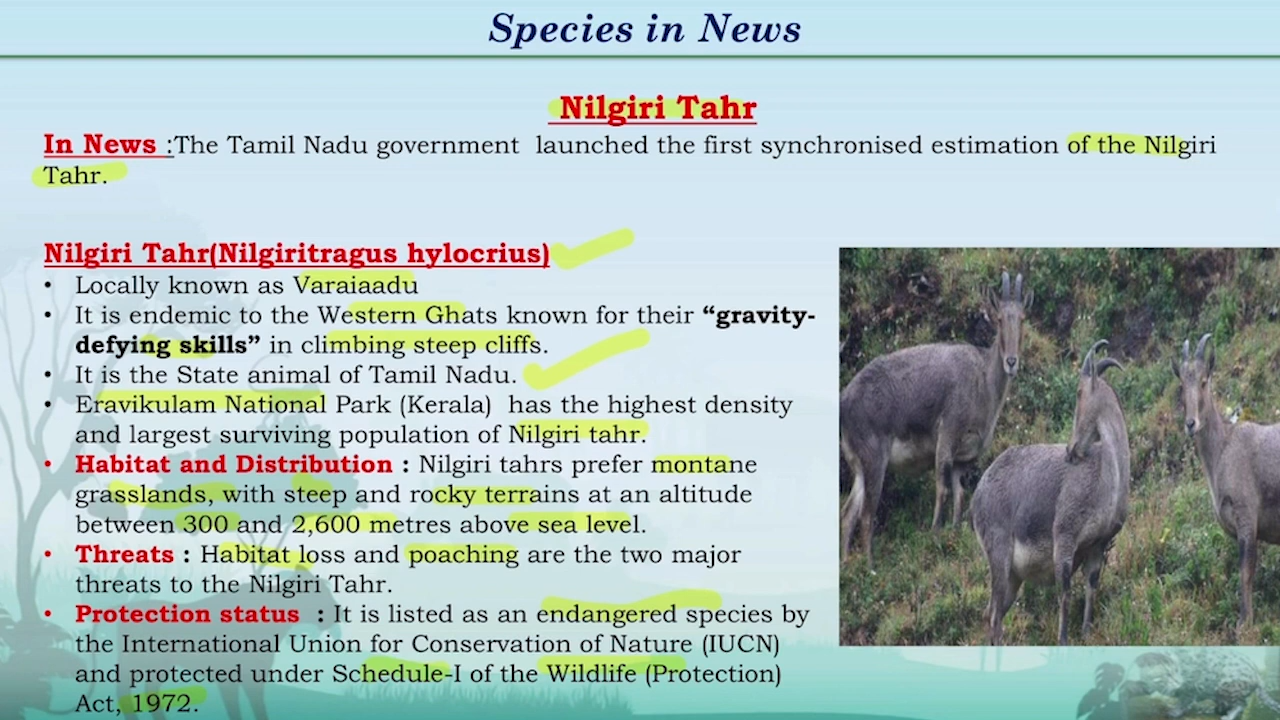 Species in News
Nilgiri Tahr
In News :The Tamil Nadu government launched the first synchronised estimation of the Nilgiri
Tahr.
Nilgiri Tahr(Nilgiritragus hylocrius)
• Locally known as Varaiaadu
• It is endemic to the Western Ghats known for their “gravity-
defying skills” in climbing steep cliffs.
• It is the State animal of Tamil Nadu.
• Eravikulam National Park (Kerala) has the highest density
and largest surviving population of Nilgiri tahr.
• Habitat and Distribution : Nilgiri tahrs prefer montane
grasslands, with steep and rocky terrains at an altitude
between 300 and 2,600 metres above sea level.
• Threats : Habitat loss and poaching are the two major
threats to the Nilgiri Tahr.
• Protection status : It is listed as an endangered species by
the International Union for Conservation of Nature (IUCN)
and protected under Schedule-I of the Wildlife (Protection)
Act, 1972.